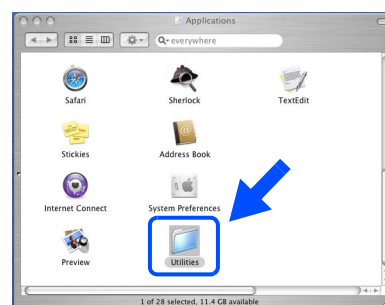 Applications
everywhere
Safari
Sherlock
TextEdit
Stickies
Address Book
Internet Connect
System Preferences
Preview
Utilities
1 of 28 selected, 11.4 GB available